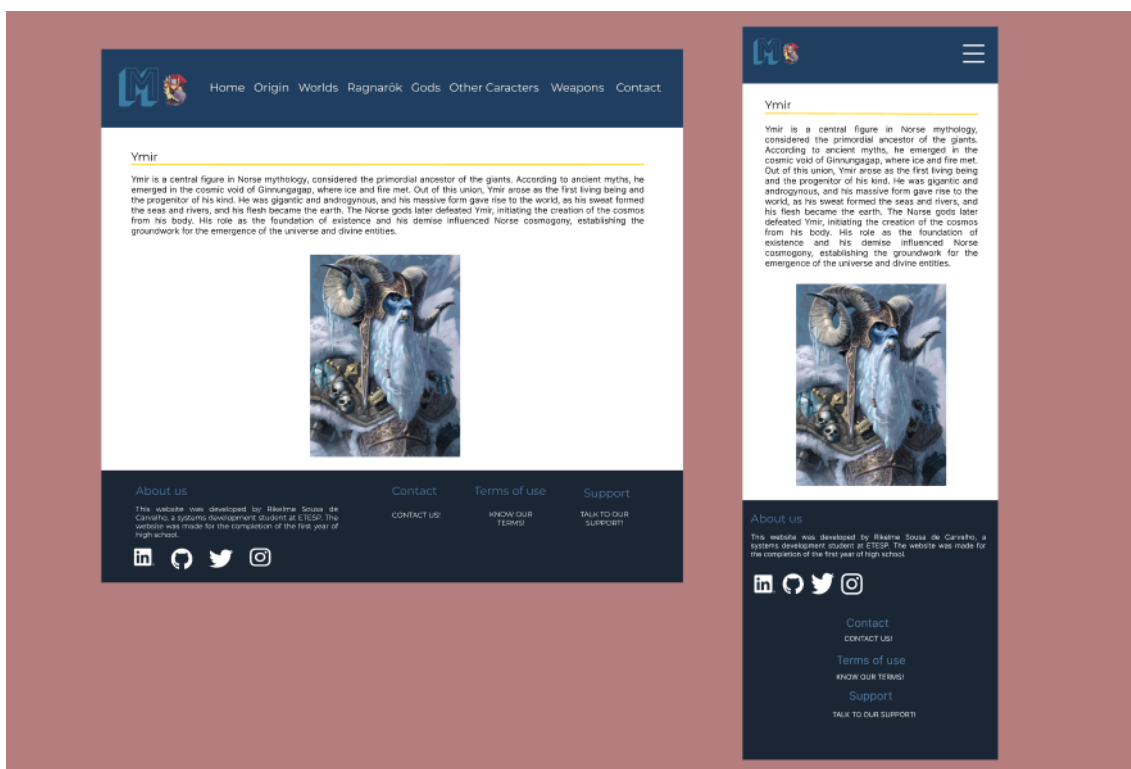 M
Home Origin Worlds Ragnarök Gods Other Caracters Weapons Contact
Ymir
Ymir is a central figure in Norse mythology, considered the primordial ancestor of the giants. According to ancient myths, he
emerged in the cosmic void of Ginnungagap, where ice and fire met. Out of this union, Ymir arose as the first living being and
the progenitor of his kind. He was gigantic and androgynous, and his massive form gave rise to the world, as his sweat formed
the seas and rivers, and his flesh became the earth. The Norse gods later defeated Ymir, initiating the creation of the cosmos
from his body. His role as the foundation of existence and his demise influenced Norse cosmogony, establishing the
groundwork for the emergence of the universe and divine entities.
About us
This website was developed by Rikelme Sousa de
Carvalho, a systems development student at ETESP. The
website was made for the completion of the first year of
high school.
in
Contact
CONTACT US!
Terms of use
KNOW OUR
TERMS!
Support
TALK TO OUR
SUPPORT!
M
Ymir
Ymir is a central figure in Norse mythology,
considered the primordial ancestor of the giants.
According to ancient myths, he emerged in the
cosmic void of Ginnungagap, where ice and fire met.
Out of this union, Ymir arose as the first living being
and the progenitor of his kind. He was gigantic and
androgynous, and his massive form gave rise to the
world, as his sweat formed the seas and rivers, and
his flesh became the earth. The Norse gods later
defeated Ymir, initiating the creation of the cosmos
from his body. His role as the foundation of
existence and his demise influenced Norse
cosmogony, establishing the groundwork for the
emergence of the universe and divine entities.
About us
This website was developed by Rikelme Sousa de Carvalho, a
systems development student at ETESP. The website was made for
the completion of the first year of high school.
in
Contact
CONTACT US!
Terms of use
KNOW OUR TERMS!
Support
TALK TO OUR SUPPORT!